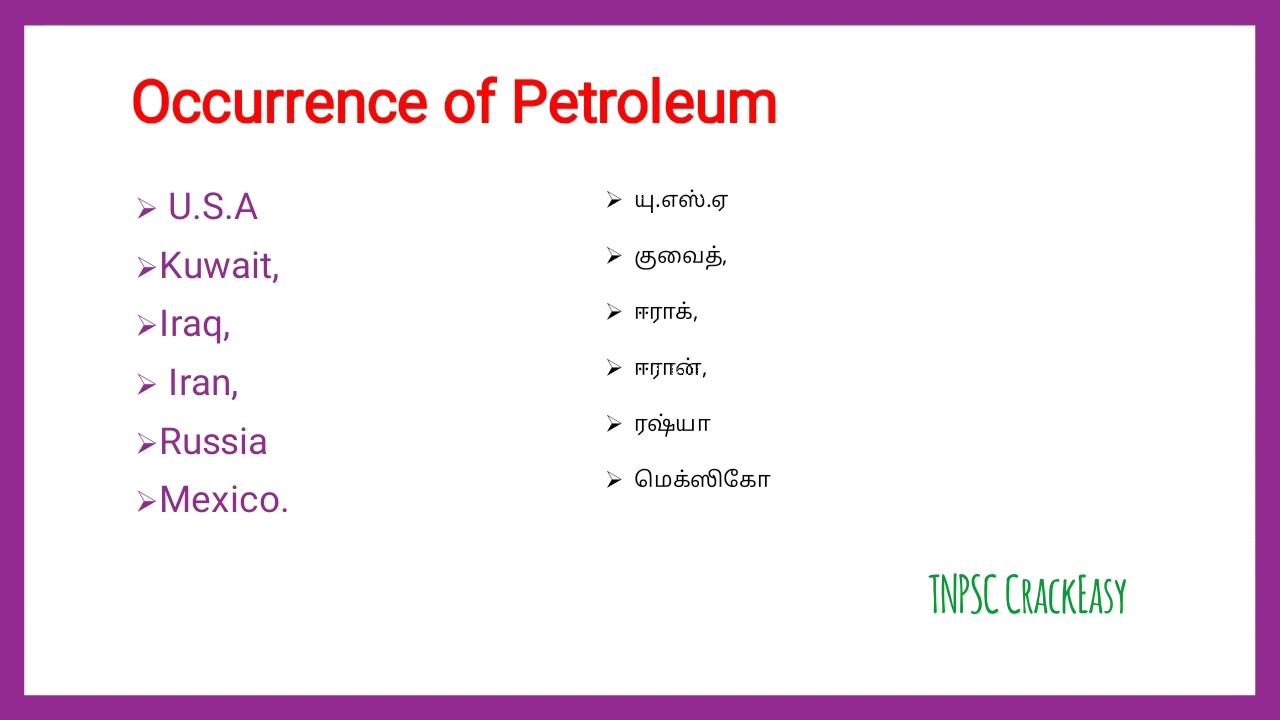 Occurrence of Petroleum
➢ U.S.A
➢Kuwait,
➢Iraq,
➢ Iran,
➢Russia
➢Mexico.
➢ யு.எஸ்.ஏ
➢ குவைத்,
➢ ஈராக்,
➢ ஈரான்,
➢ ரஷ்யா
➢ மெக்ஸிகோ
TNPSC CrackEasy